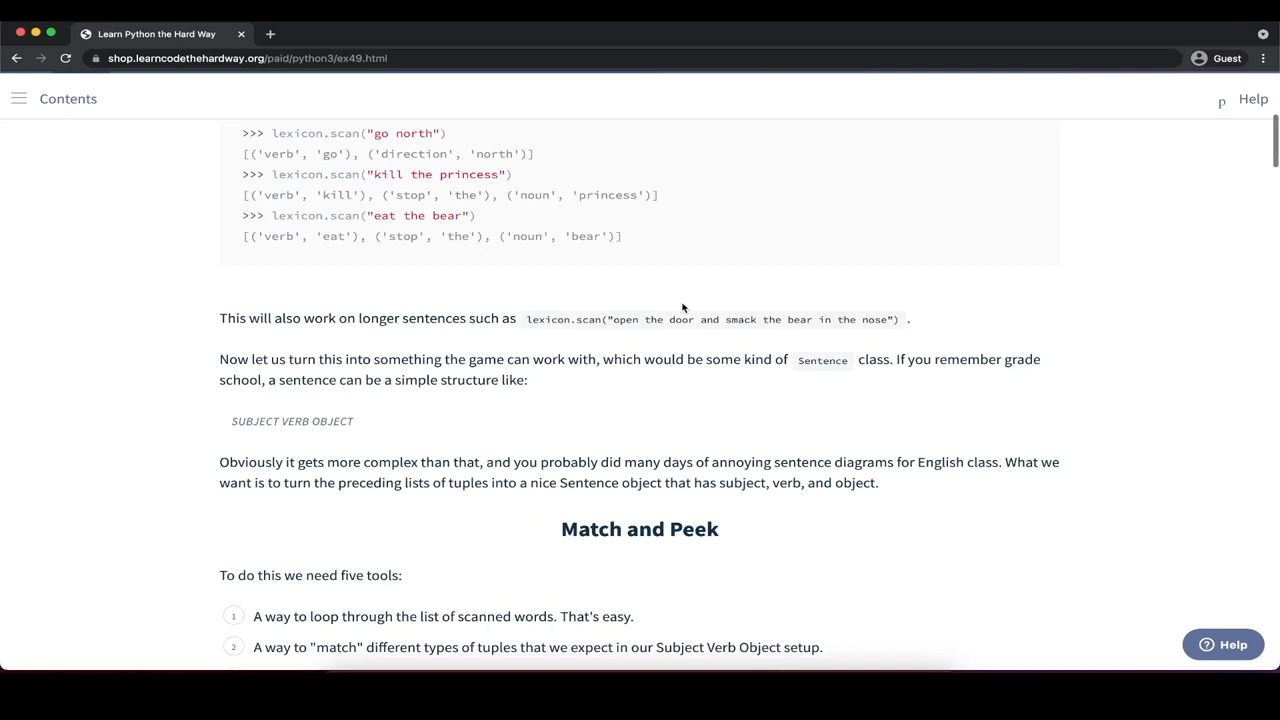 Learn Python the Hard Way
shop.learncodethehardway.org/paid/python3/ex49.html
Guest
Contents
p Help
>>> lexicon.scan("go north")
[('verb', 'go'), ('direction', 'north')]
>>> lexicon.scan("kill the princess")
[('verb', 'kill'), ('stop', 'the'), ('noun', 'princess')]
>>> lexicon.scan("eat the bear")
[('verb', 'eat'), ('stop', 'the'), ('noun', 'bear')]
This will also work on longer sentences such as lexicon.scan("open the door and smack the bear in the nose") .
Now let us turn this into something the game can work with, which would be some kind of Sentence class. If you remember grade
school, a sentence can be a simple structure like:
SUBJECT VERB OBJECT
Obviously it gets more complex than that, and you probably did many days of annoying sentence diagrams for English class. What we
want is to turn the preceding lists of tuples into a nice Sentence object that has subject, verb, and object.
Match and Peek
To do this we need five tools:
1 A way to loop through the list of scanned words. That's easy.
2 A way to "match" different types of tuples that we expect in our Subject Verb Object setup.
Help